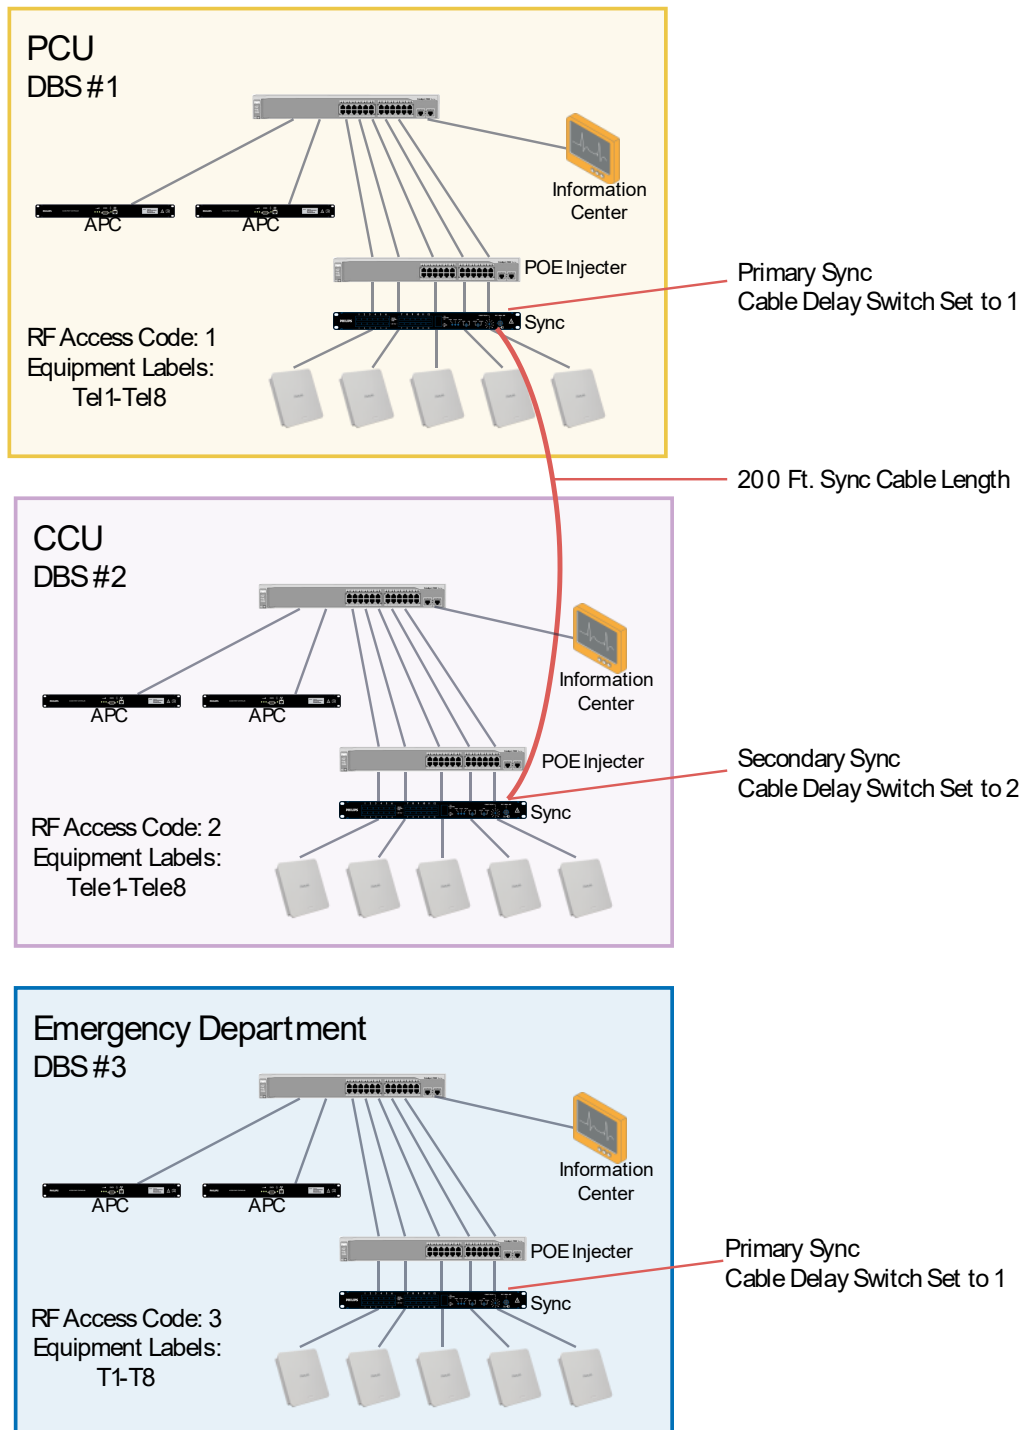 PCU
DBS #1
Information
Center
APC
APC
POE Injecter
Primary Sync
Cable Delay Switch Set to 1
Sync
RF Access Code: 1
Equipment Labels:
Tel1-Tel8
200 Ft. Sync Cable Length
CCU
DBS #2
Information
Center
APC
APC
POE Injecter
Secondary Sync
Cable Delay Switch Set to 2
Sync
RF Access Code: 2
Equipment Labels:
Tele1-Tele8
Emergency Department
DBS #3
Information
Center
APC
APC
POE Injecter
Primary Sync
Cable Delay Switch Set to 1
Sync
RF Access Code: 3
Equipment Labels:
T1-T8